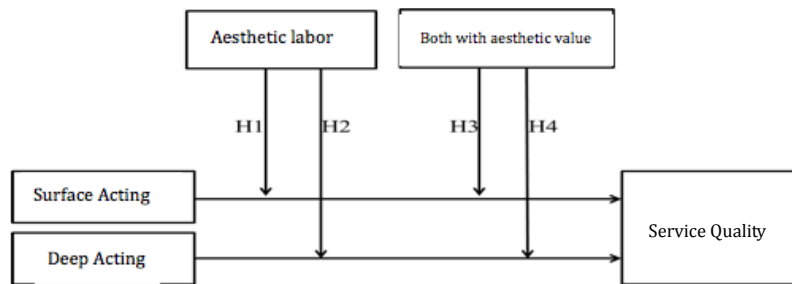 Aesthetic labor
Both with aesthetic value
H1
H2
H3
H4
Surface Acting
Deep Acting
Service Quality